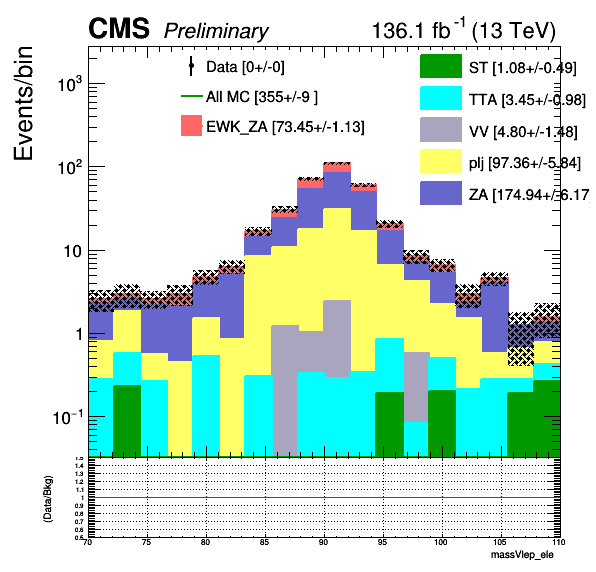 CMS Preliminary 136.1 fb⁻¹ (13 TeV)
Events/bin
Data [0+/-0]
All MC [355+/-9 ]
EWK_ZA [73.45+/-1.13]
ST [1.08+/-0.49]
TTA [3.45+/-0.98]
VV [4.80+/-1.48]
plj [97.36+/-5.84]
ZA [174.94+/-6.17]
10³
10²
10
1
10⁻¹
(Data/Bkg)
1.5
1.4
1.3
1.2
1.1
1
0.9
0.8
0.7
0.6
0.5
70 75 80 85 90 95 100 105 110
massVlep_ele